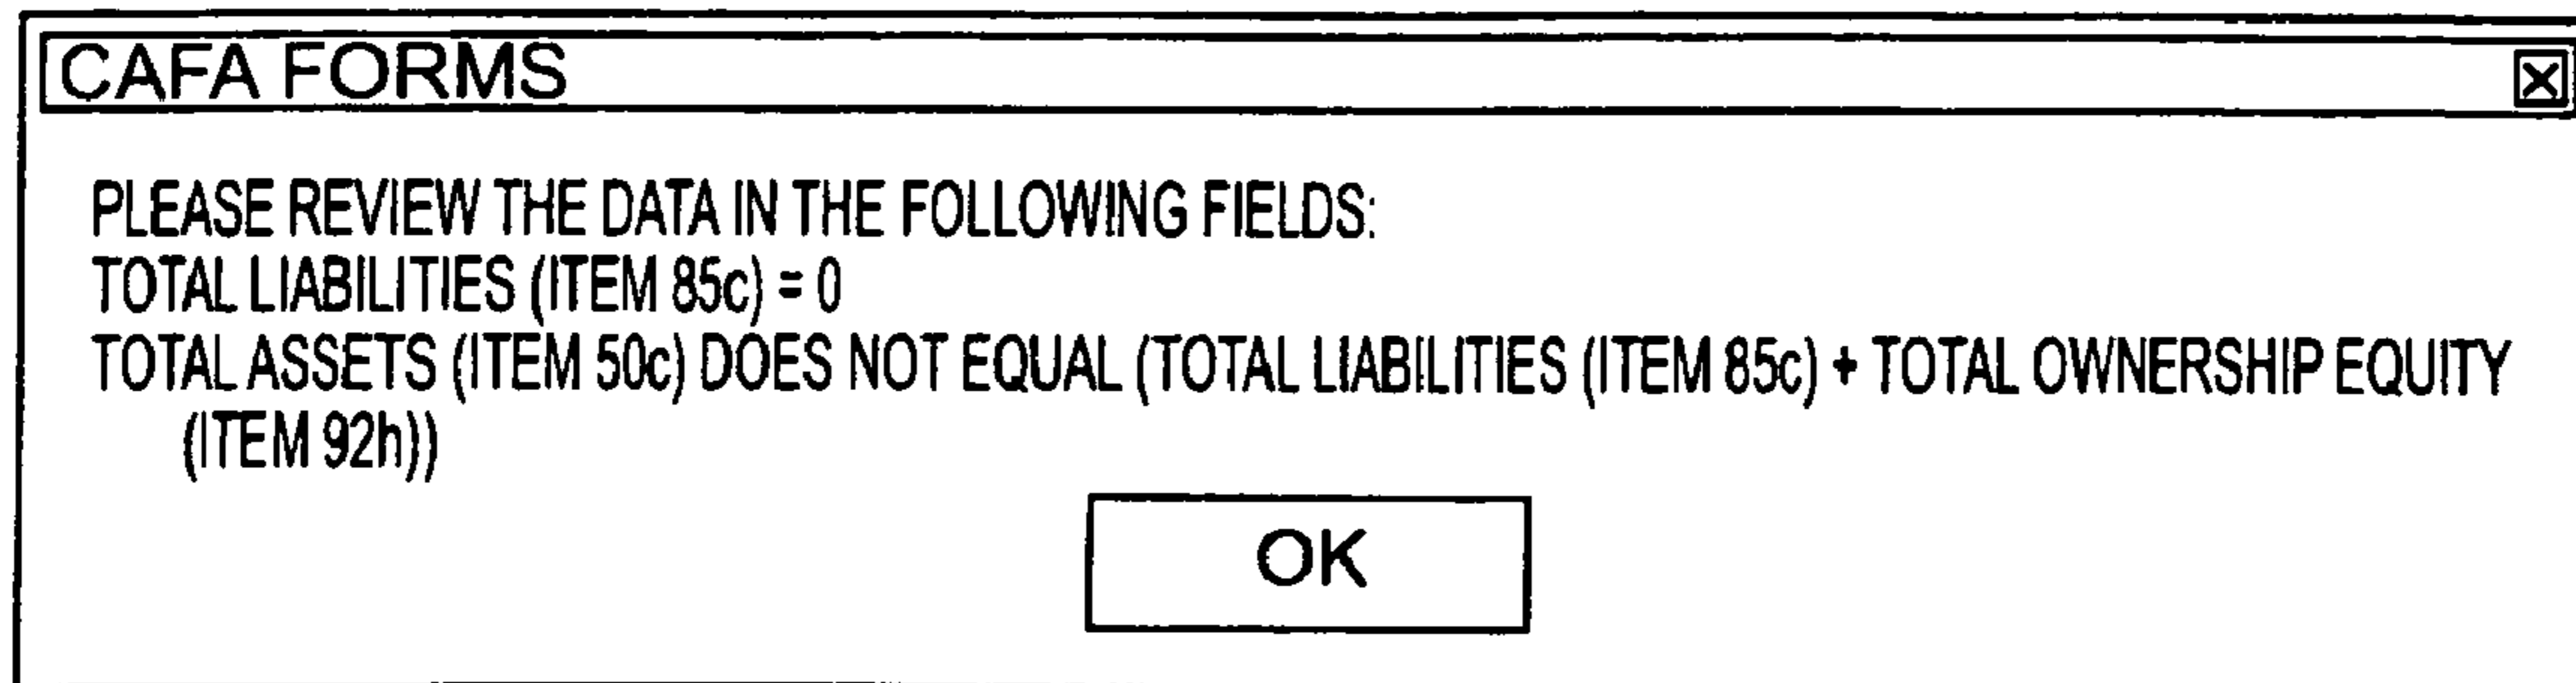 CAFA FORMS
PLEASE REVIEW THE DATA IN THE FOLLOWING FIELDS:
TOTAL LIABILITIES (ITEM 85c) = 0
TOTAL ASSETS (ITEM 50c) DOES NOT EQUAL (TOTAL LIABILITIES (ITEM 85c) + TOTAL OWNERSHIP EQUITY
(ITEM 92h))
OK